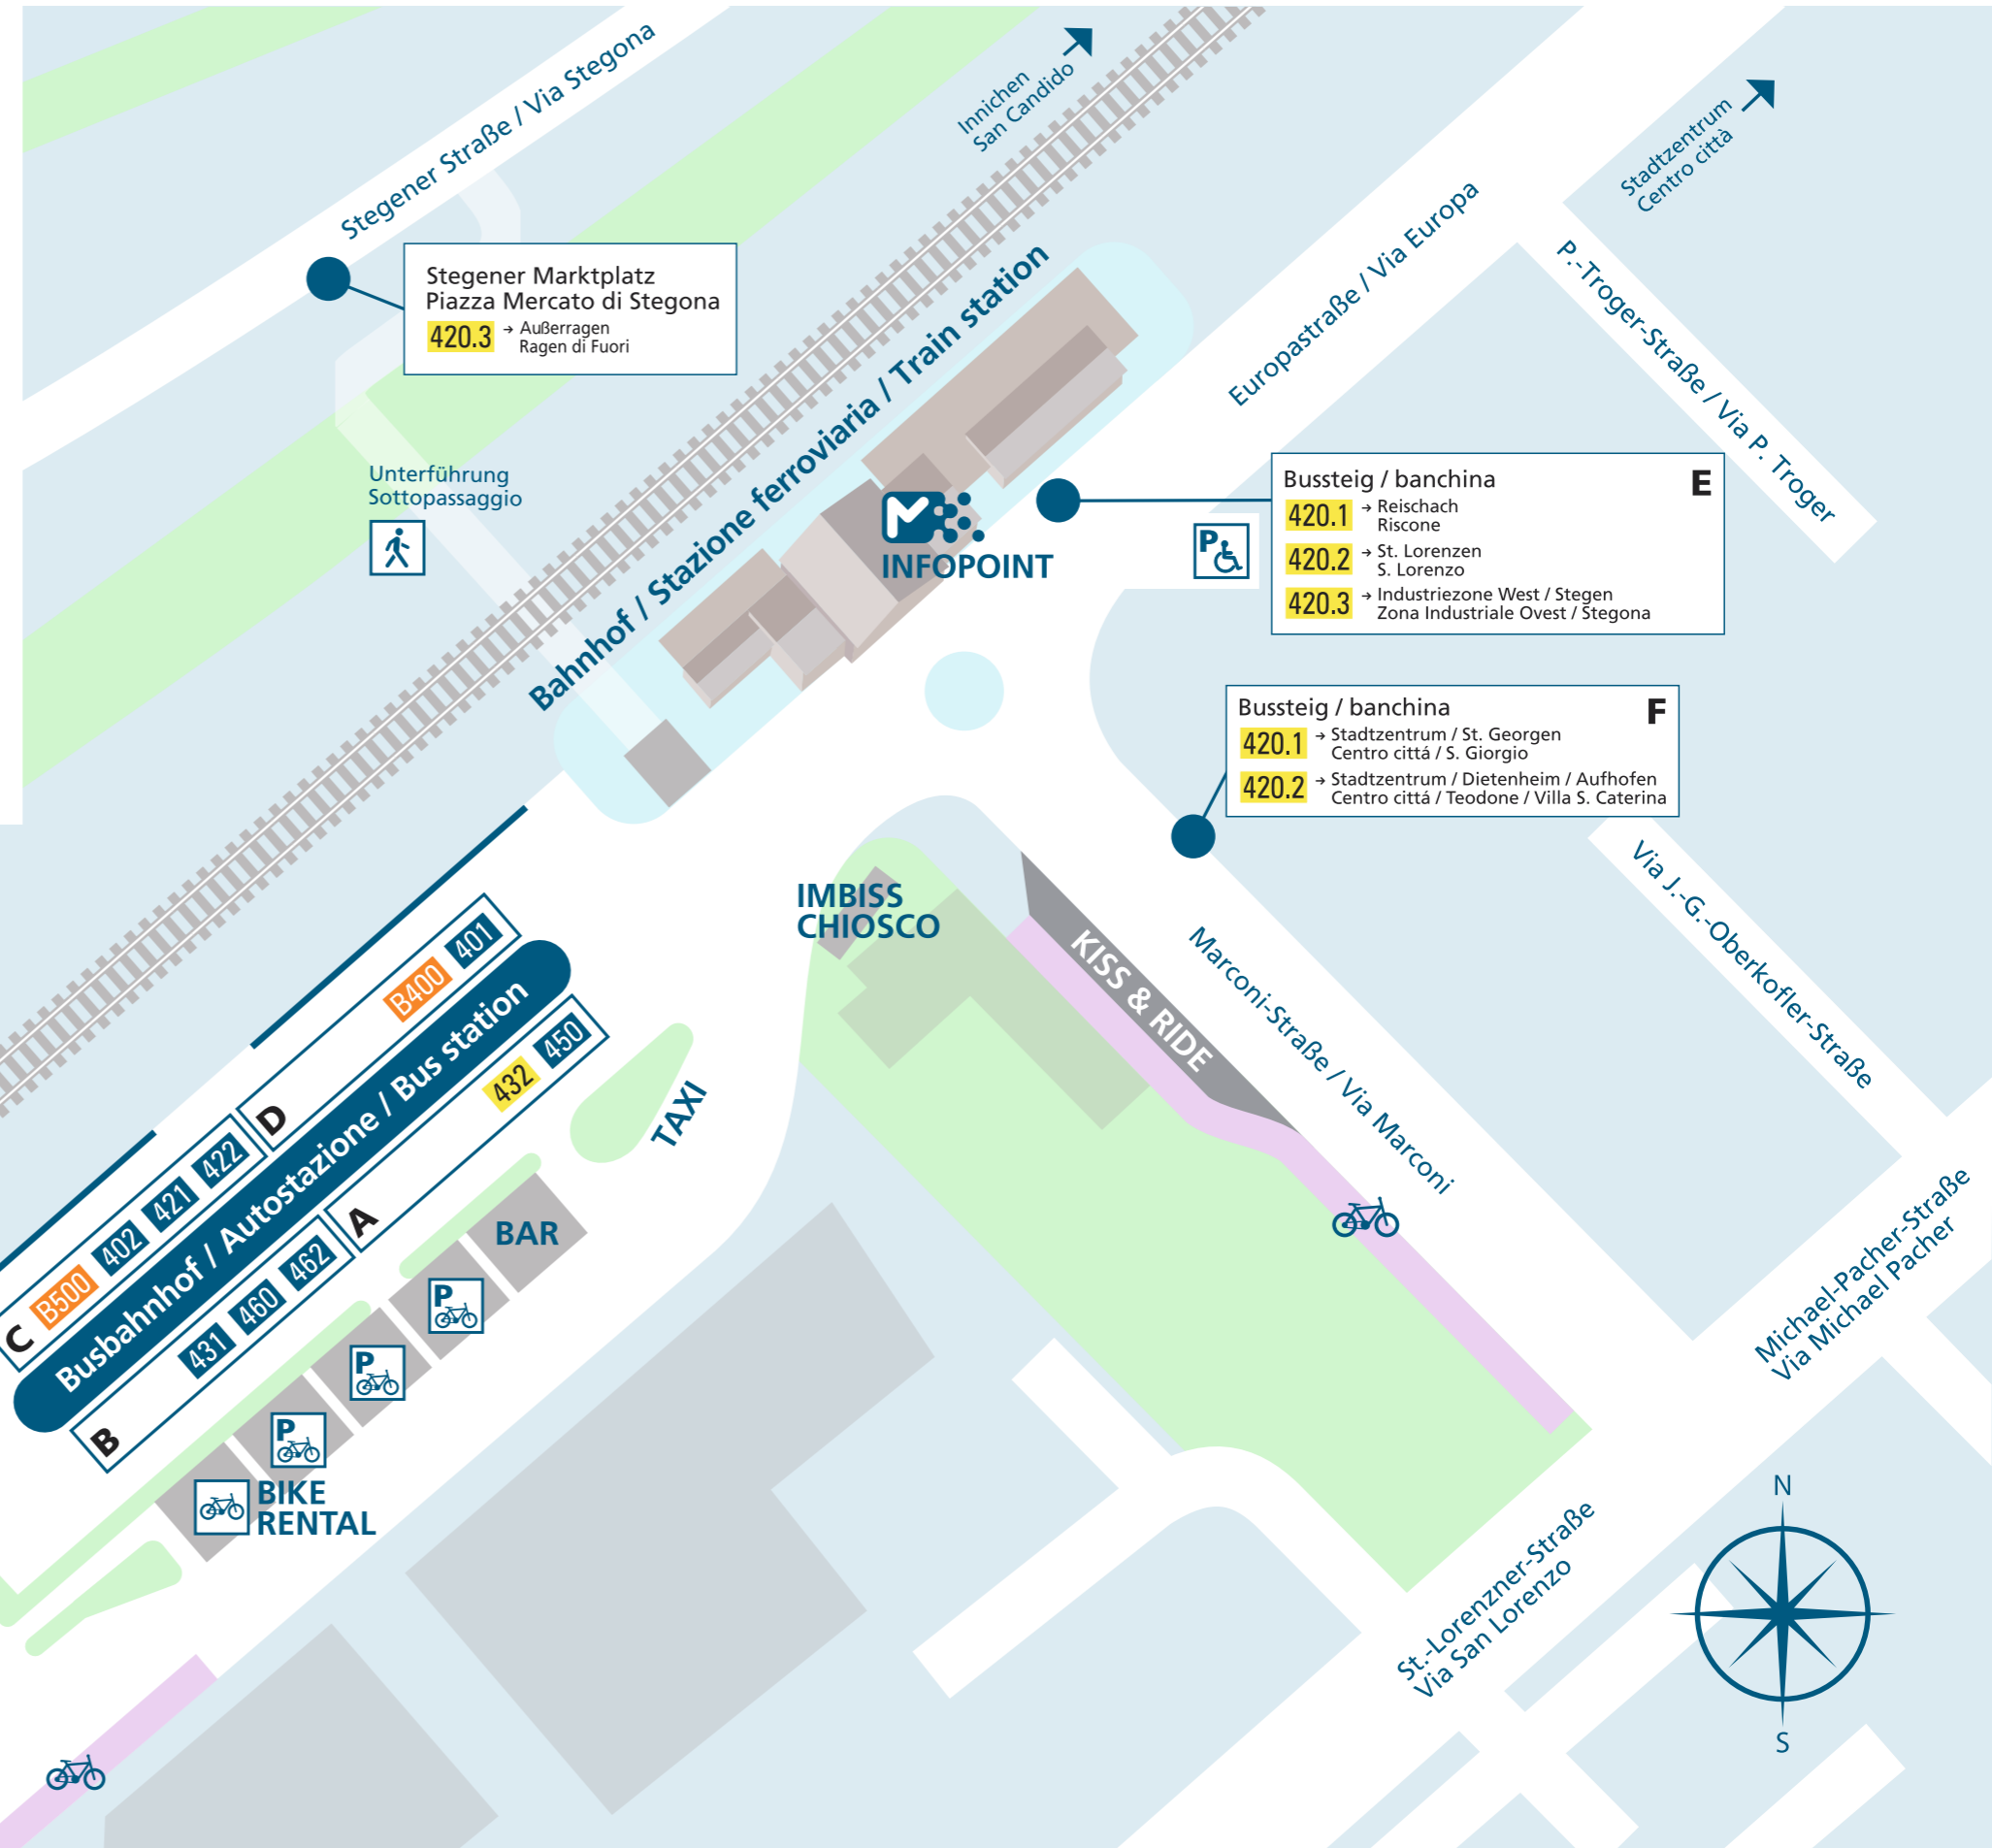 Stegener Straße / Via Stegona
Innichen
San Candido
Stadtzentrum
Centro città
Stegener Marktplatz
Piazza Mercato di Stegona
420.3 → Außerragen
Ragen di Fuori
Europastraße / Via Europa
P.-Troger-Straße / Via P. Troger
Unterführung
Sottopassaggio
Bahnhof / Stazione ferroviaria / Train station
INFOPOINT
P
Bussteig / banchina E
420.1 → Reischach
Riscone
420.2 → St. Lorenzen
S. Lorenzo
420.3 → Industriezone West / Stegen
Zona Industriale Ovest / Stegona
Bussteig / banchina F
420.1 → Stadtzentrum / St. Georgen
Centro cittá / S. Giorgio
420.2 → Stadtzentrum / Dietenheim / Aufhofen
Centro cittá / Teodone / Villa S. Caterina
Via J.-G.-Oberkofler-Straße
IMBISS
CHIOSCO
KISS & RIDE
Marconi-Straße / Via Marconi
D B400 401
C B500 402 421 422
Busbahnhof / Autostazione / Bus station
A 432 450
B 431 460 462
TAXI
BAR
P
P
P
BIKE
RENTAL
Michael-Pacher-Straße
Via Michael Pacher
St.-Lorenzner-Straße
Via San Lorenzo
N
S